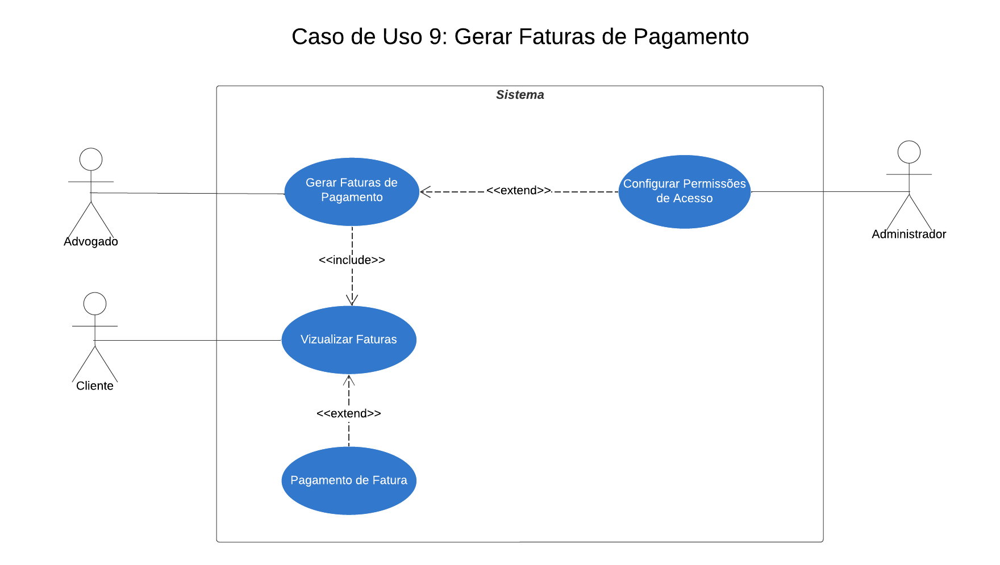 Caso de Uso 9: Gerar Faturas de Pagamento
Sistema
Gerar Faturas de
Pagamento
<<extend>>
Configurar Permissões
de Acesso
Advogado
Administrador
<<include>>
Vizualizar Faturas
Cliente
<<extend>>
Pagamento de Fatura